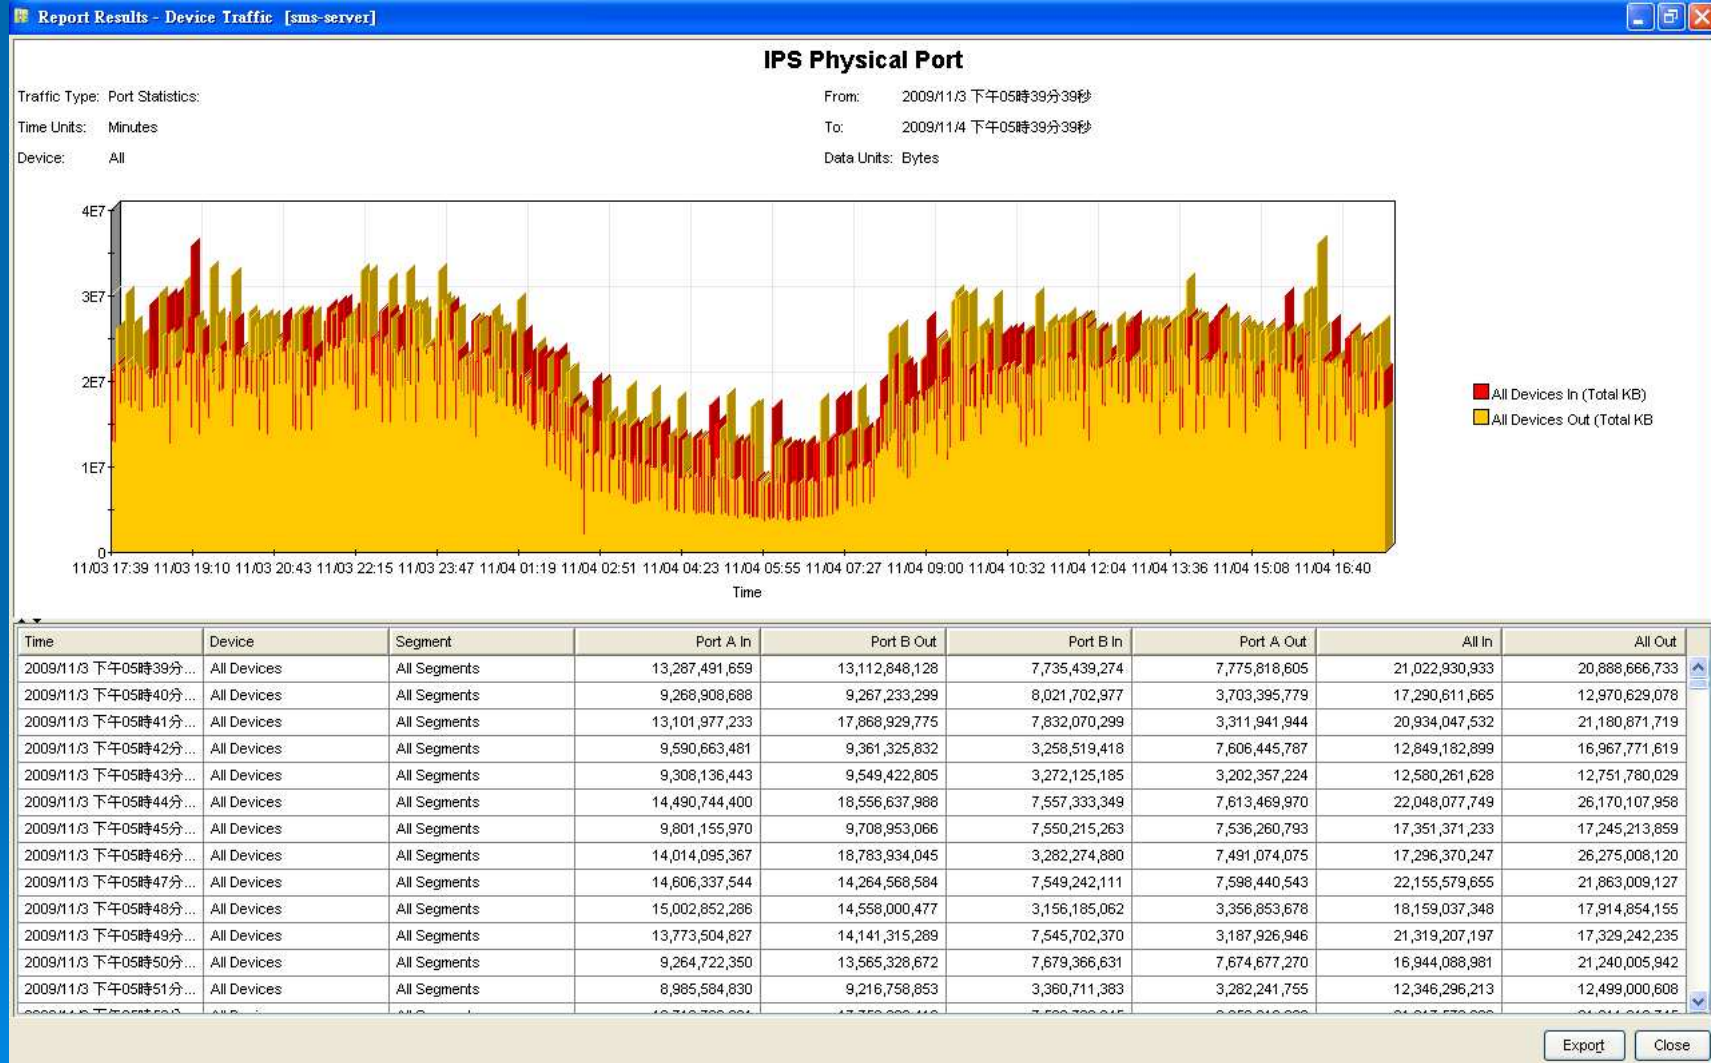 Report Results - Device Traffic [sms-server]
IPS Physical Port
Traffic Type: Port Statistics:
From: 2009/11/3 下午05時39分39秒
Time Units: Minutes
To: 2009/11/4 下午05時39分39秒
Device: All
Data Units: Bytes
4E7
3E7
2E7
1E7
0
11/03 17:39 11/03 19:10 11/03 20:43 11/03 22:15 11/03 23:47 11/04 01:19 11/04 02:51 11/04 04:23 11/04 05:55 11/04 07:27 11/04 09:00 11/04 10:32 11/04 12:04 11/04 13:36 11/04 15:08 11/04 16:40
Time
All Devices In (Total KB)
All Devices Out (Total KB
Time Device Segment Port A In Port B Out Port B In Port A Out All In All Out
2009/11/3 下午05時39分... All Devices All Segments 13,287,491,659 13,112,848,128 7,735,439,274 7,775,818,605 21,022,930,933 20,888,666,733
2009/11/3 下午05時40分... All Devices All Segments 9,268,908,688 9,267,233,299 8,021,702,977 3,703,395,779 17,290,611,665 12,970,629,078
2009/11/3 下午05時41分... All Devices All Segments 13,101,977,233 17,868,929,775 7,832,070,299 3,311,941,944 20,934,047,532 21,180,871,719
2009/11/3 下午05時42分... All Devices All Segments 9,590,663,481 9,361,325,832 3,258,519,418 7,606,445,787 12,849,182,899 16,967,771,619
2009/11/3 下午05時43分... All Devices All Segments 9,308,136,443 9,549,422,805 3,272,125,185 3,202,357,224 12,580,261,628 12,751,780,029
2009/11/3 下午05時44分... All Devices All Segments 14,490,744,400 18,556,637,988 7,557,333,349 7,613,469,970 22,048,077,749 26,170,107,958
2009/11/3 下午05時45分... All Devices All Segments 9,801,155,970 9,708,953,066 7,550,215,263 7,536,260,793 17,351,371,233 17,245,213,859
2009/11/3 下午05時46分... All Devices All Segments 14,014,095,367 18,783,934,045 3,282,274,880 7,491,074,075 17,296,370,247 26,275,008,120
2009/11/3 下午05時47分... All Devices All Segments 14,606,337,544 14,264,568,584 7,549,242,111 7,598,440,543 22,155,579,655 21,863,009,127
2009/11/3 下午05時48分... All Devices All Segments 15,002,852,286 14,558,000,477 3,156,185,062 3,356,853,678 18,159,037,348 17,914,854,155
2009/11/3 下午05時49分... All Devices All Segments 13,773,504,827 14,141,315,289 7,545,702,370 3,187,926,946 21,319,207,197 17,329,242,235
2009/11/3 下午05時50分... All Devices All Segments 9,264,722,350 13,565,328,672 7,679,366,631 7,674,677,270 16,944,088,981 21,240,005,942
2009/11/3 下午05時51分... All Devices All Segments 8,985,584,830 9,216,758,853 3,360,711,383 3,282,241,755 12,346,296,213 12,499,000,608
Export Close